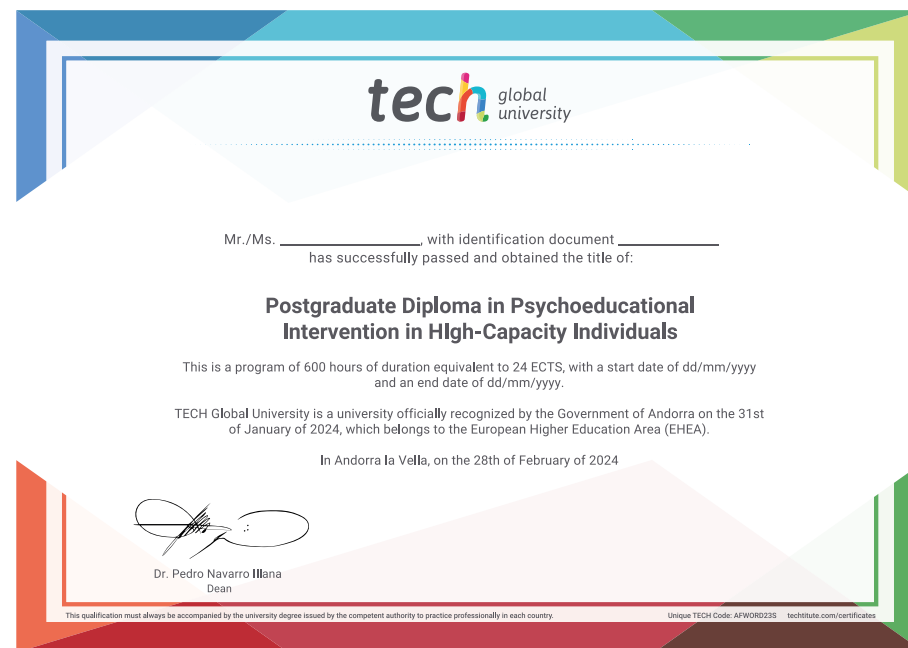 tech global
university
Mr./Ms. ____________, with identification document ____________
has successfully passed and obtained the title of:
Postgraduate Diploma in Psychoeducational
Intervention in HIgh-Capacity Individuals
This is a program of 600 hours of duration equivalent to 24 ECTS, with a start date of dd/mm/yyyy
and an end date of dd/mm/yyyy.
TECH Global University is a university officially recognized by the Government of Andorra on the 31st
of January of 2024, which belongs to the European Higher Education Area (EHEA).
In Andorra la Vella, on the 28th of February of 2024
Dr. Pedro Navarro Illana
Dean
This qualification must always be accompanied by the university degree issued by the competent authority to practice professionally in each country.
Unique TECH Code: AFWORD23S techtitute.com/certificates